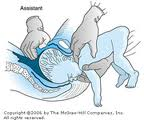 Assistant
Copyright ©2006 by The McGraw-Hill Companies, Inc.
All rights reserved.